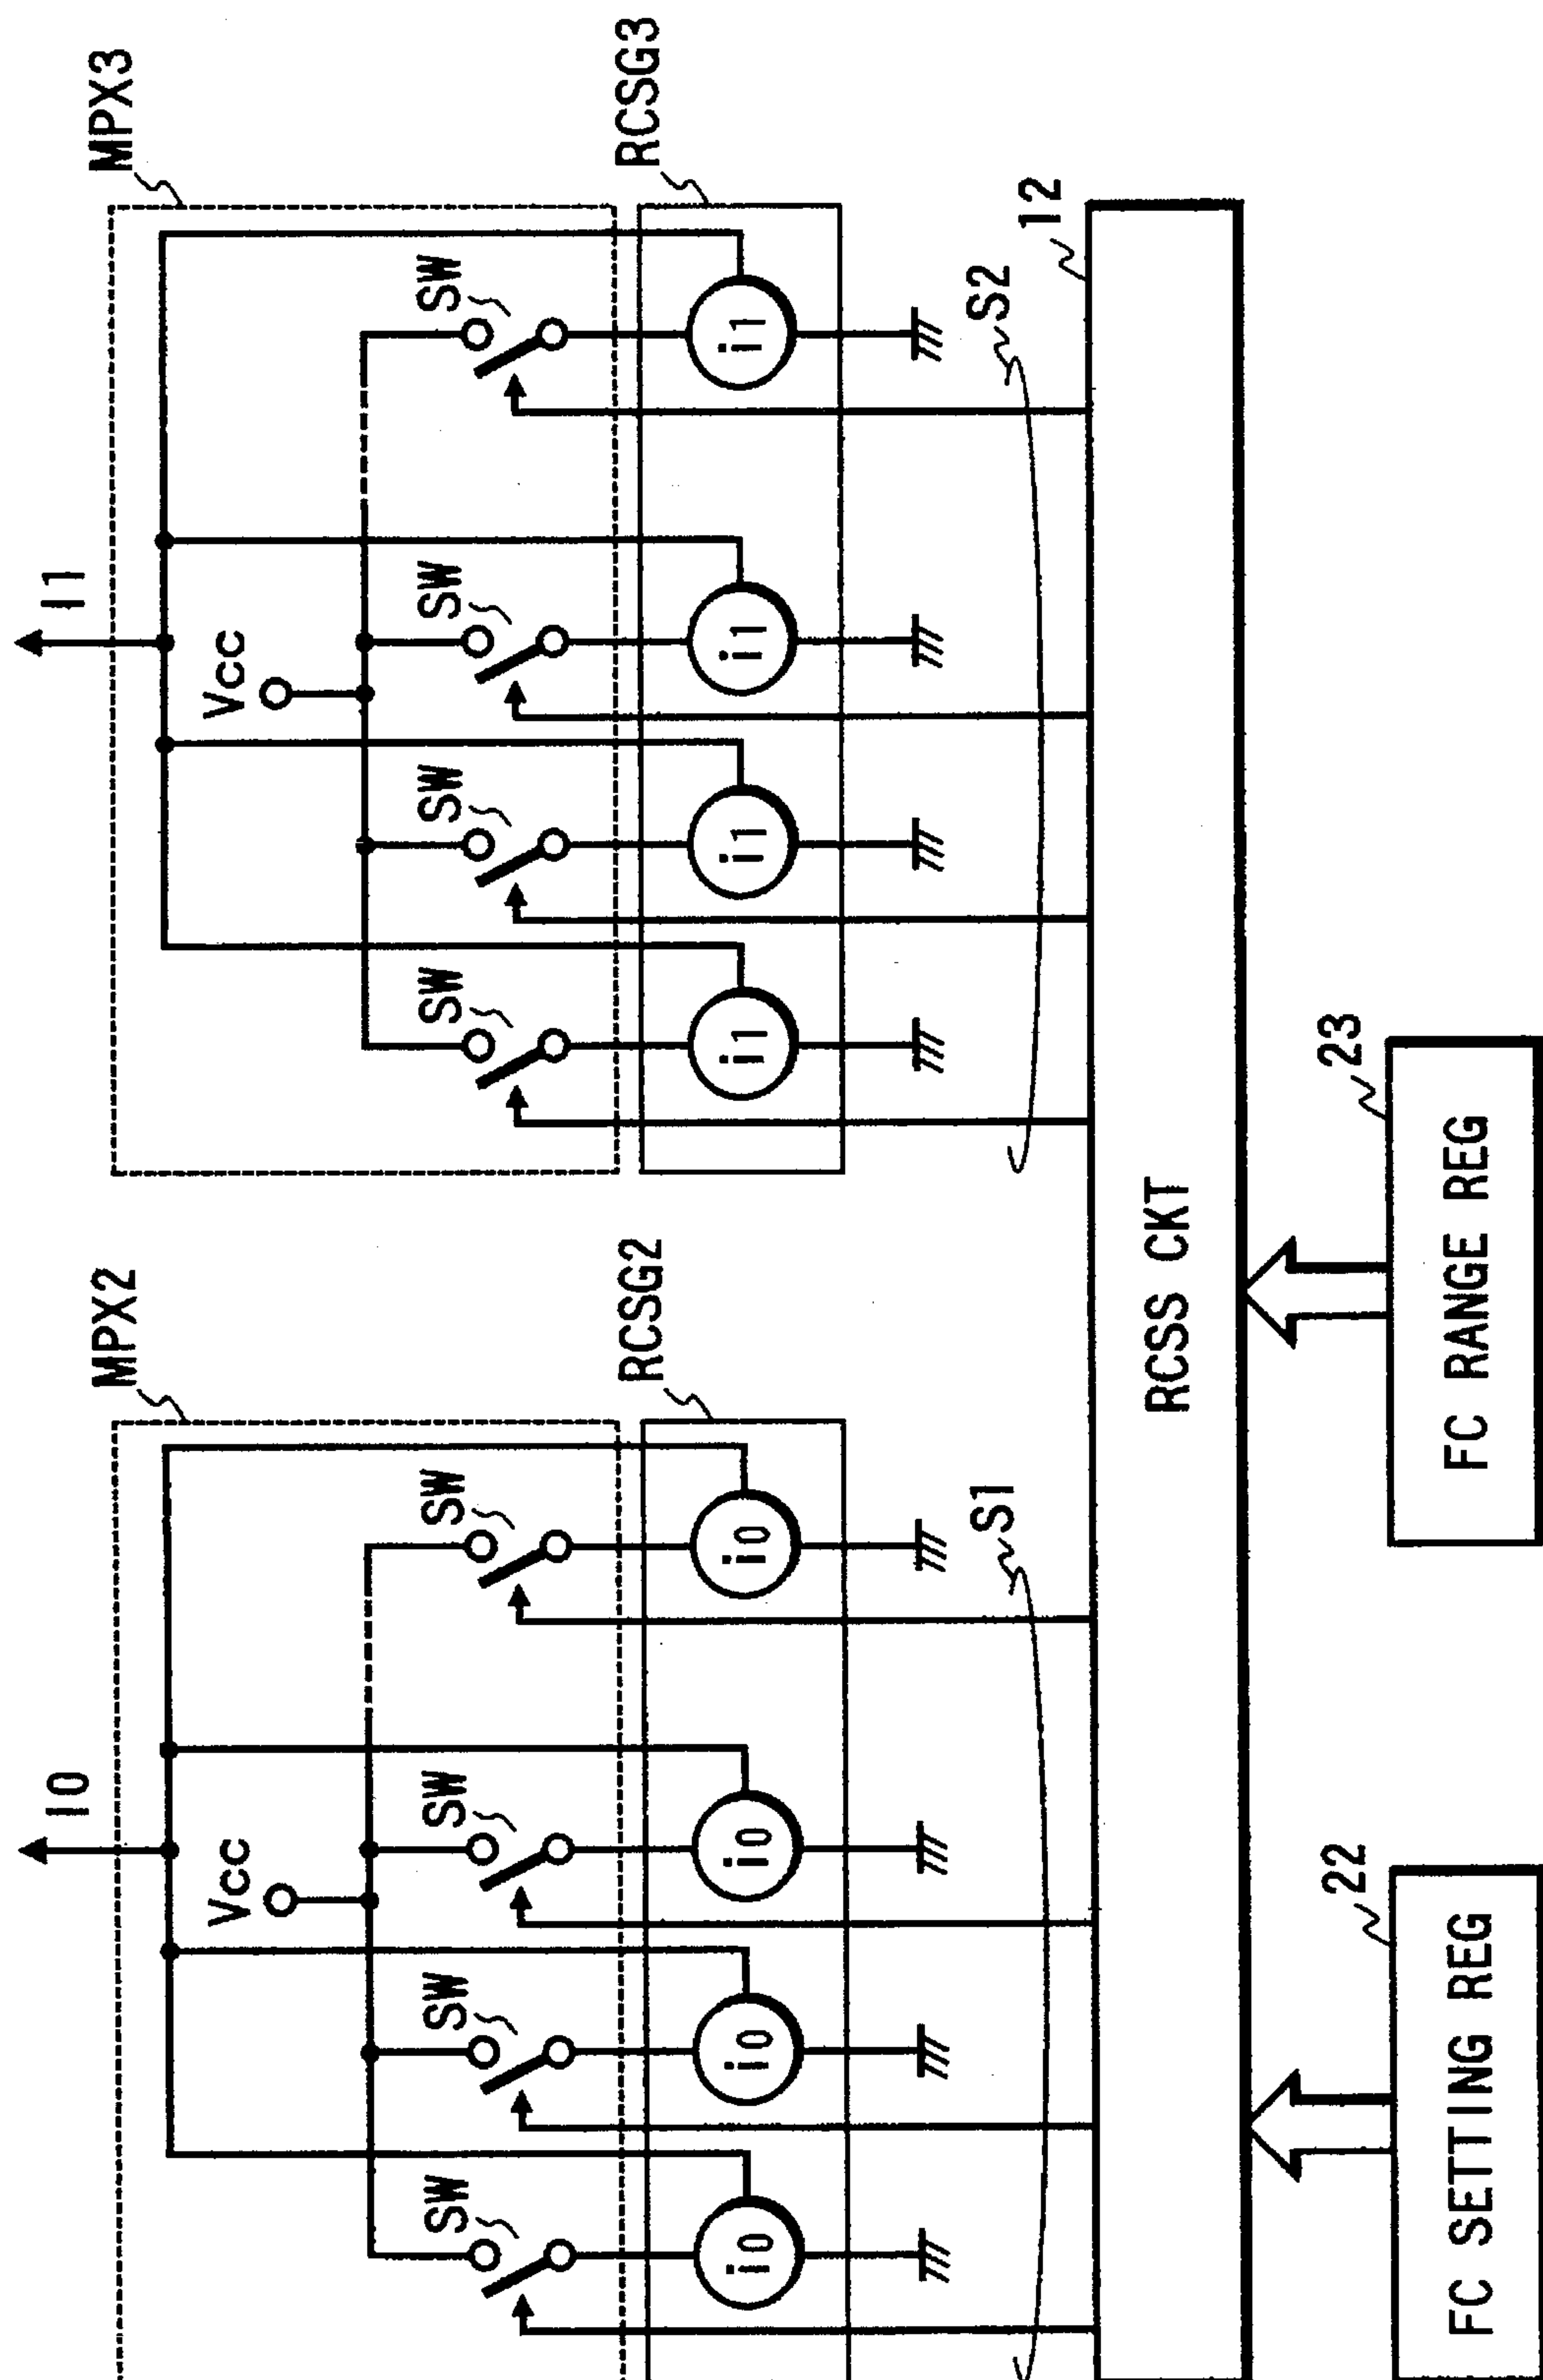 I0
MPX2
Vcc
SW
SW
SW
SW
RCSG2
i0
i0
i0
i0
S1
I1
MPX3
Vcc
SW
SW
SW
SW
RCSG3
i1
i1
i1
i1
S2
12
RCSS CKT
22
FC SETTING REG
23
FC RANGE REG